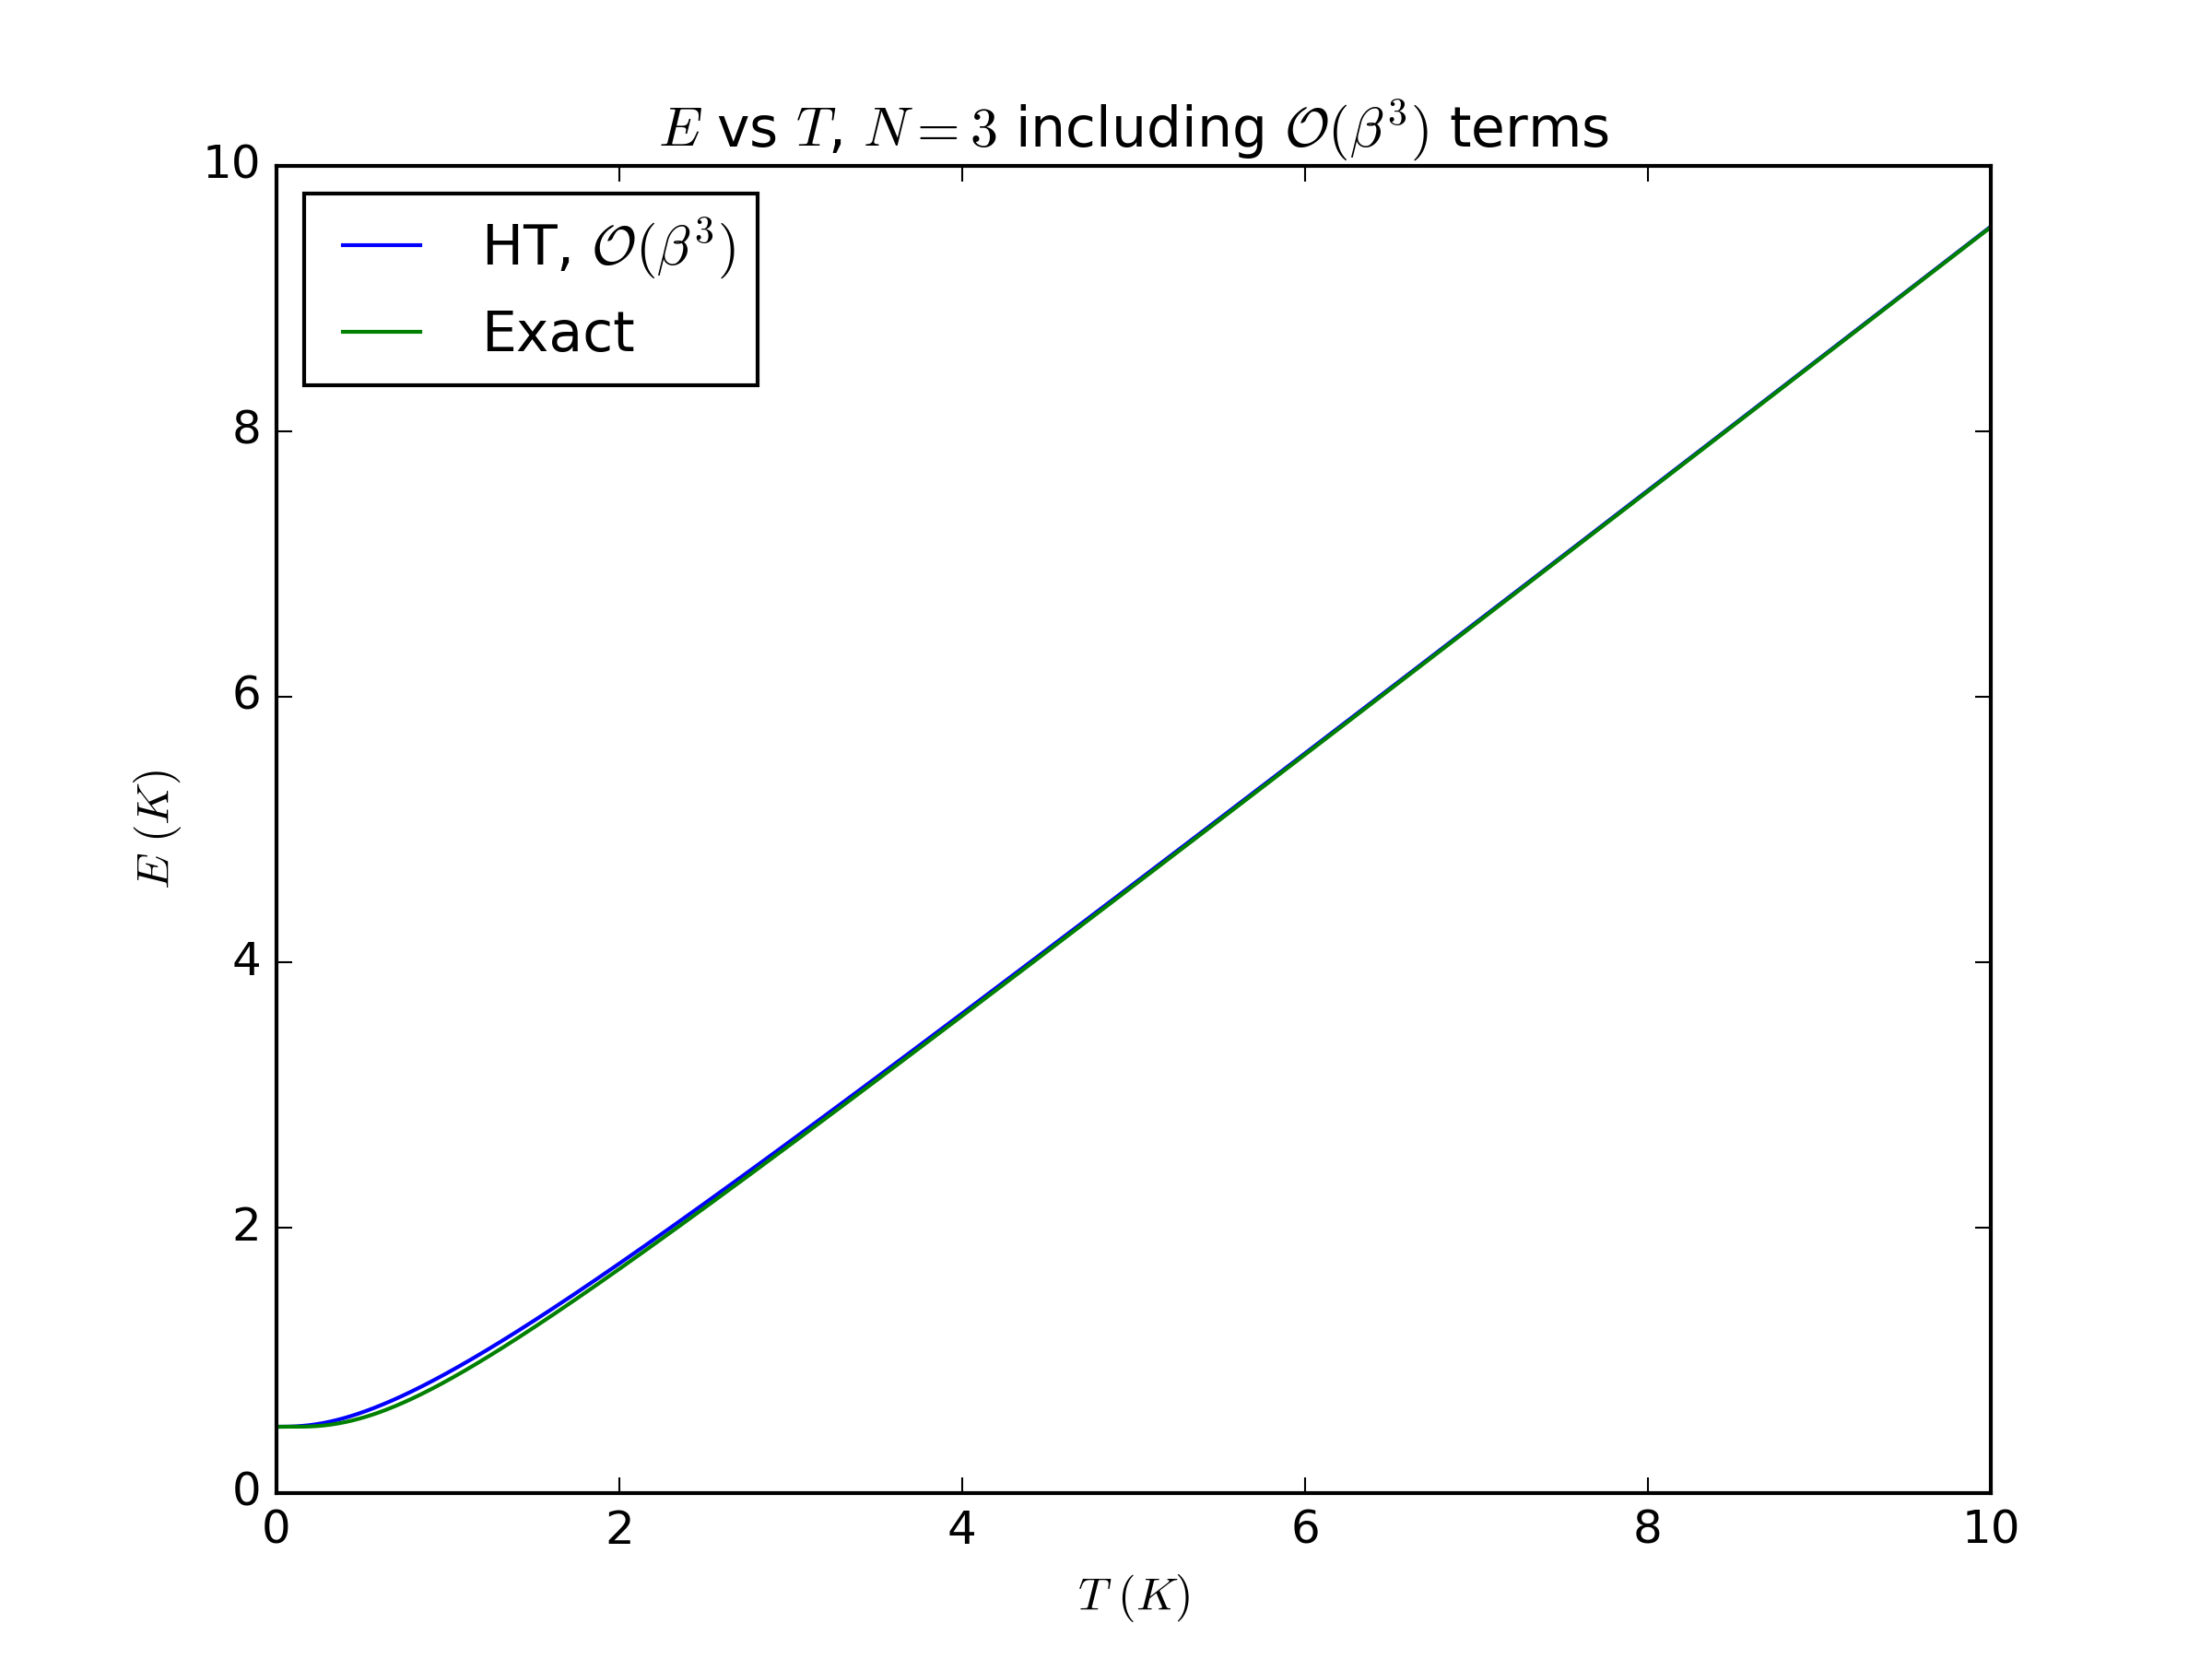 E vs T, N = 3 including 𝒪(β³) terms
HT, 𝒪(β³)
Exact
10
8
6
4
2
0
E (K)
0 2 4 6 8 10
T (K)